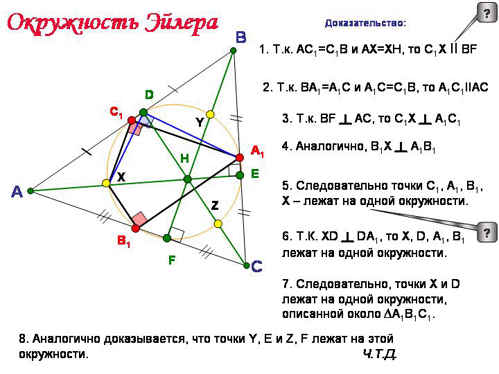 Окружность Эйлера
Доказательство:
?
1. Т.к. AC₁=C₁B и AX=XH, то C₁X II BF
2. Т.к. BA₁=A₁C и A₁C=C₁B, то A₁C₁IIAC
3. Т.к. BF ⊥ AC, то C₁X ⊥ A₁C₁
4. Аналогично, B₁X ⊥ A₁B₁
5. Следовательно точки C₁, A₁, B₁,
X – лежат на одной окружности.
6. Т.К. XD ⊥ DA₁, то X, D, A₁, B₁
лежат на одной окружности.
?
7. Следовательно, точки X и D
лежат на одной окружности,
описанной около ΔA₁B₁C₁.
8. Аналогично доказывается, что точки Y, E и Z, F лежат на этой
окружности. Ч.Т.Д.
B
D
C₁
Y
A₁
H
E
X
A
Z
B₁
F
C